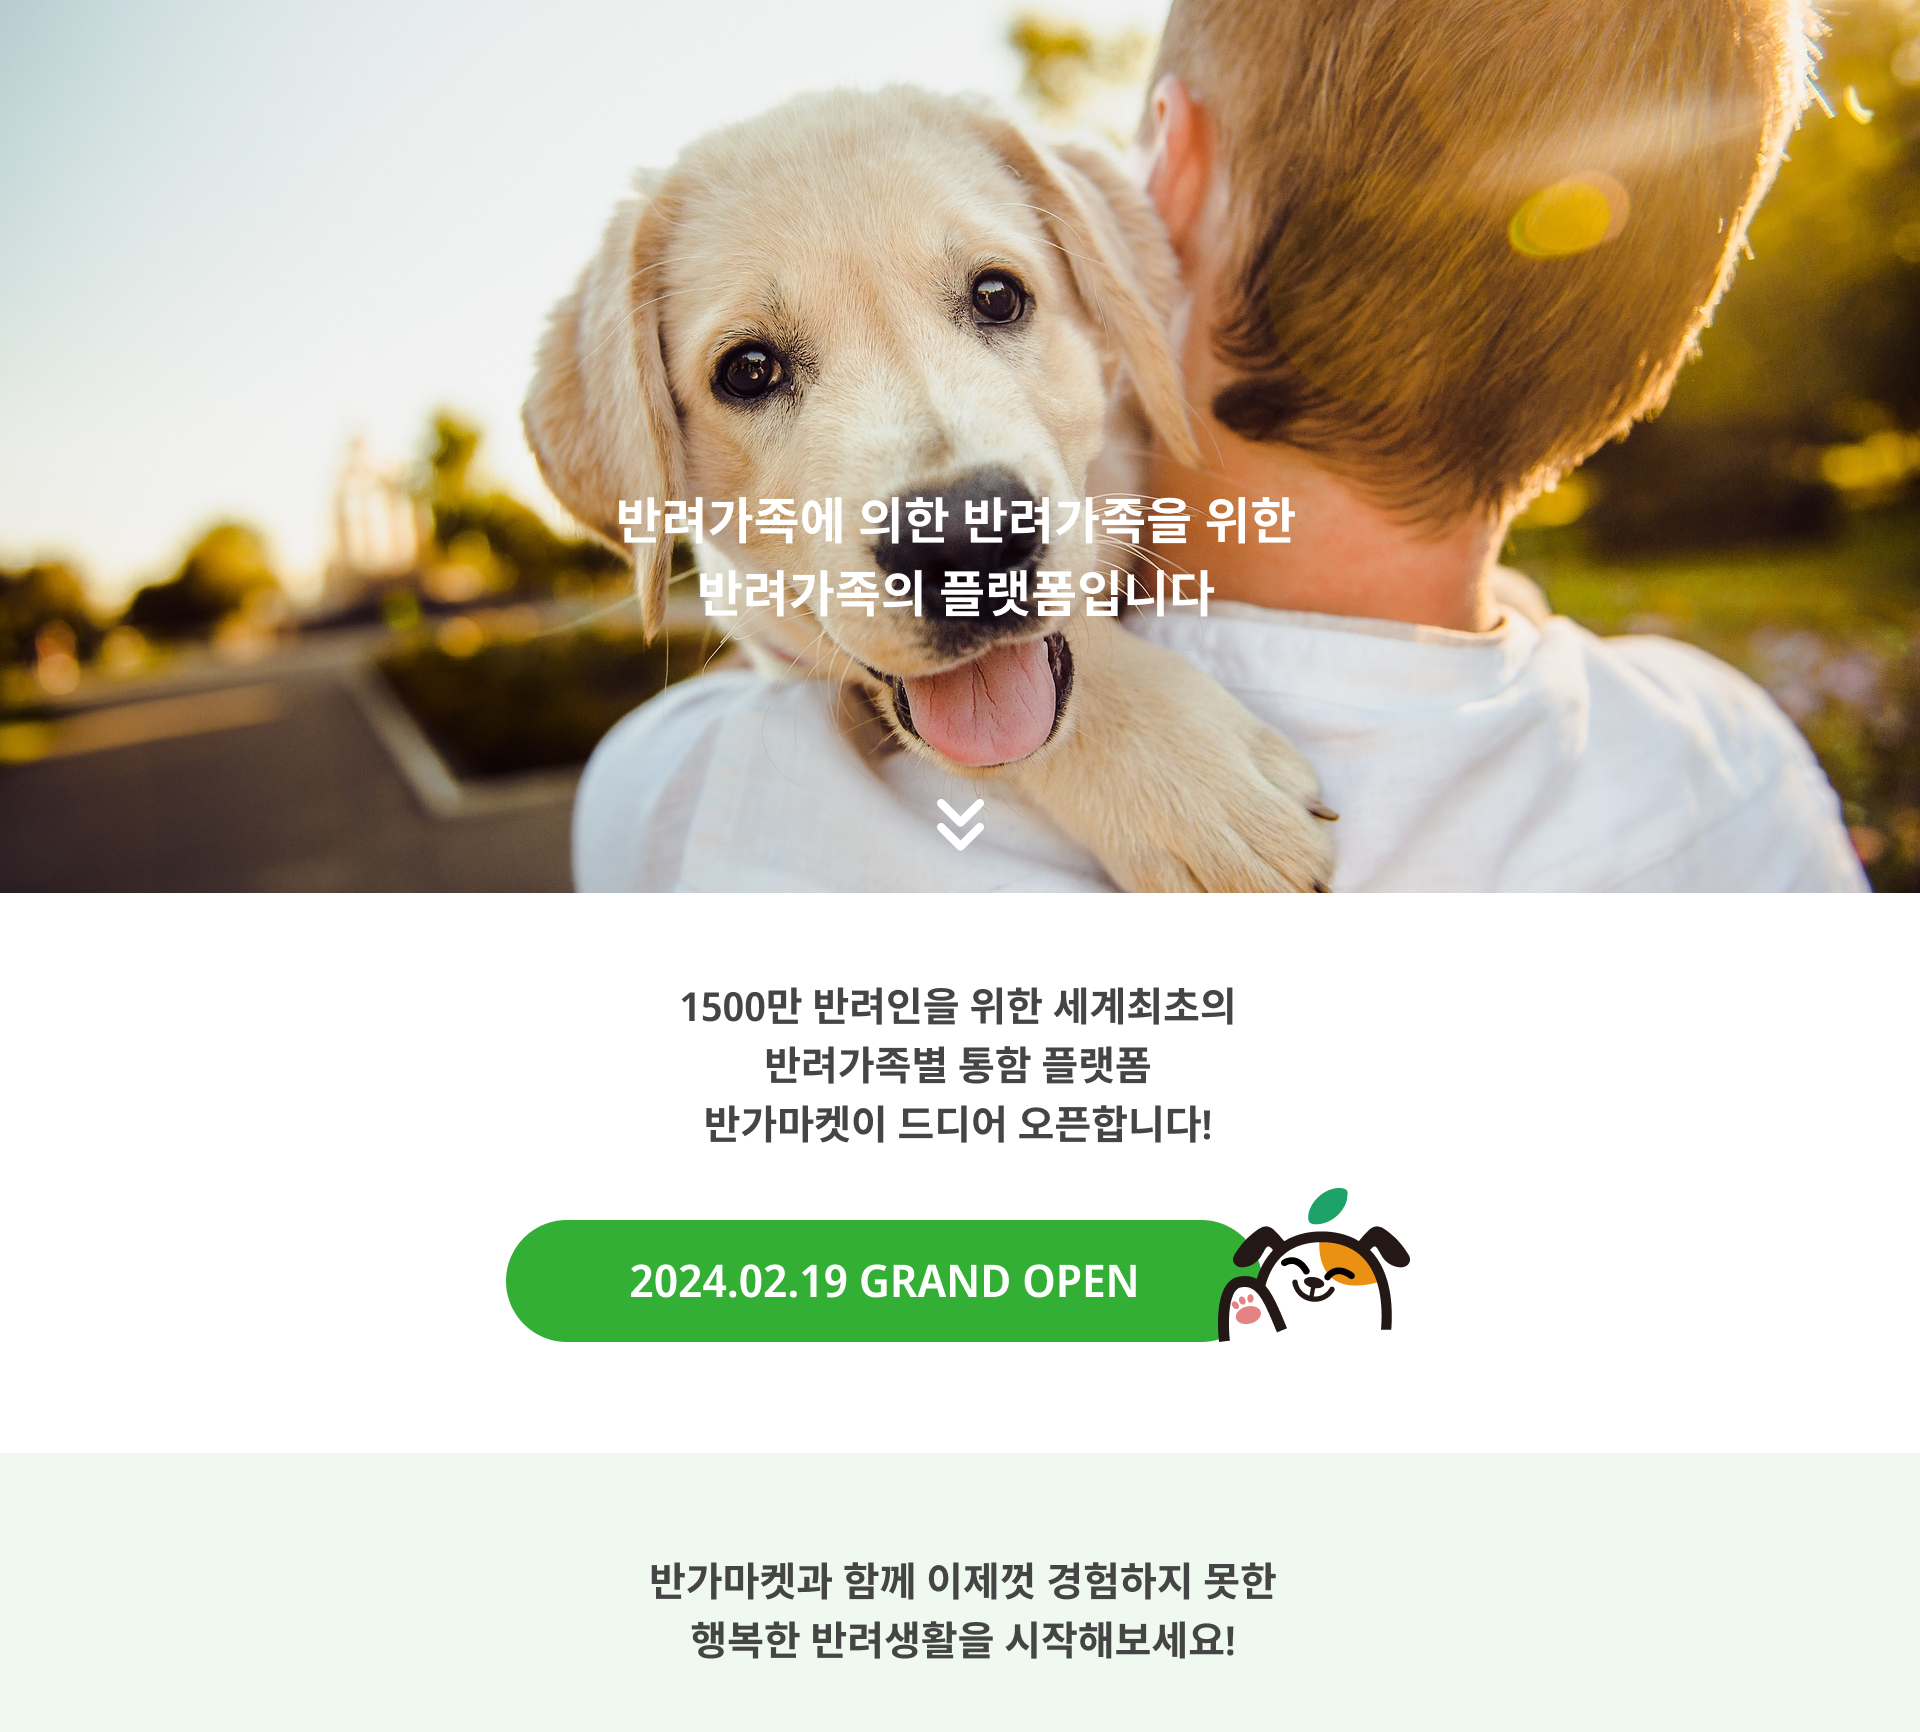 반려가족에 의한 반려가족을 위한
반려가족의 플랫폼입니다
1500만 반려인을 위한 세계최초의
반려가족별 통함 플랫폼
반가마켓이 드디어 오픈합니다!
2024.02.19 GRAND OPEN
반가마켓과 함께 이제껏 경험하지 못한
행복한 반려생활을 시작해보세요!